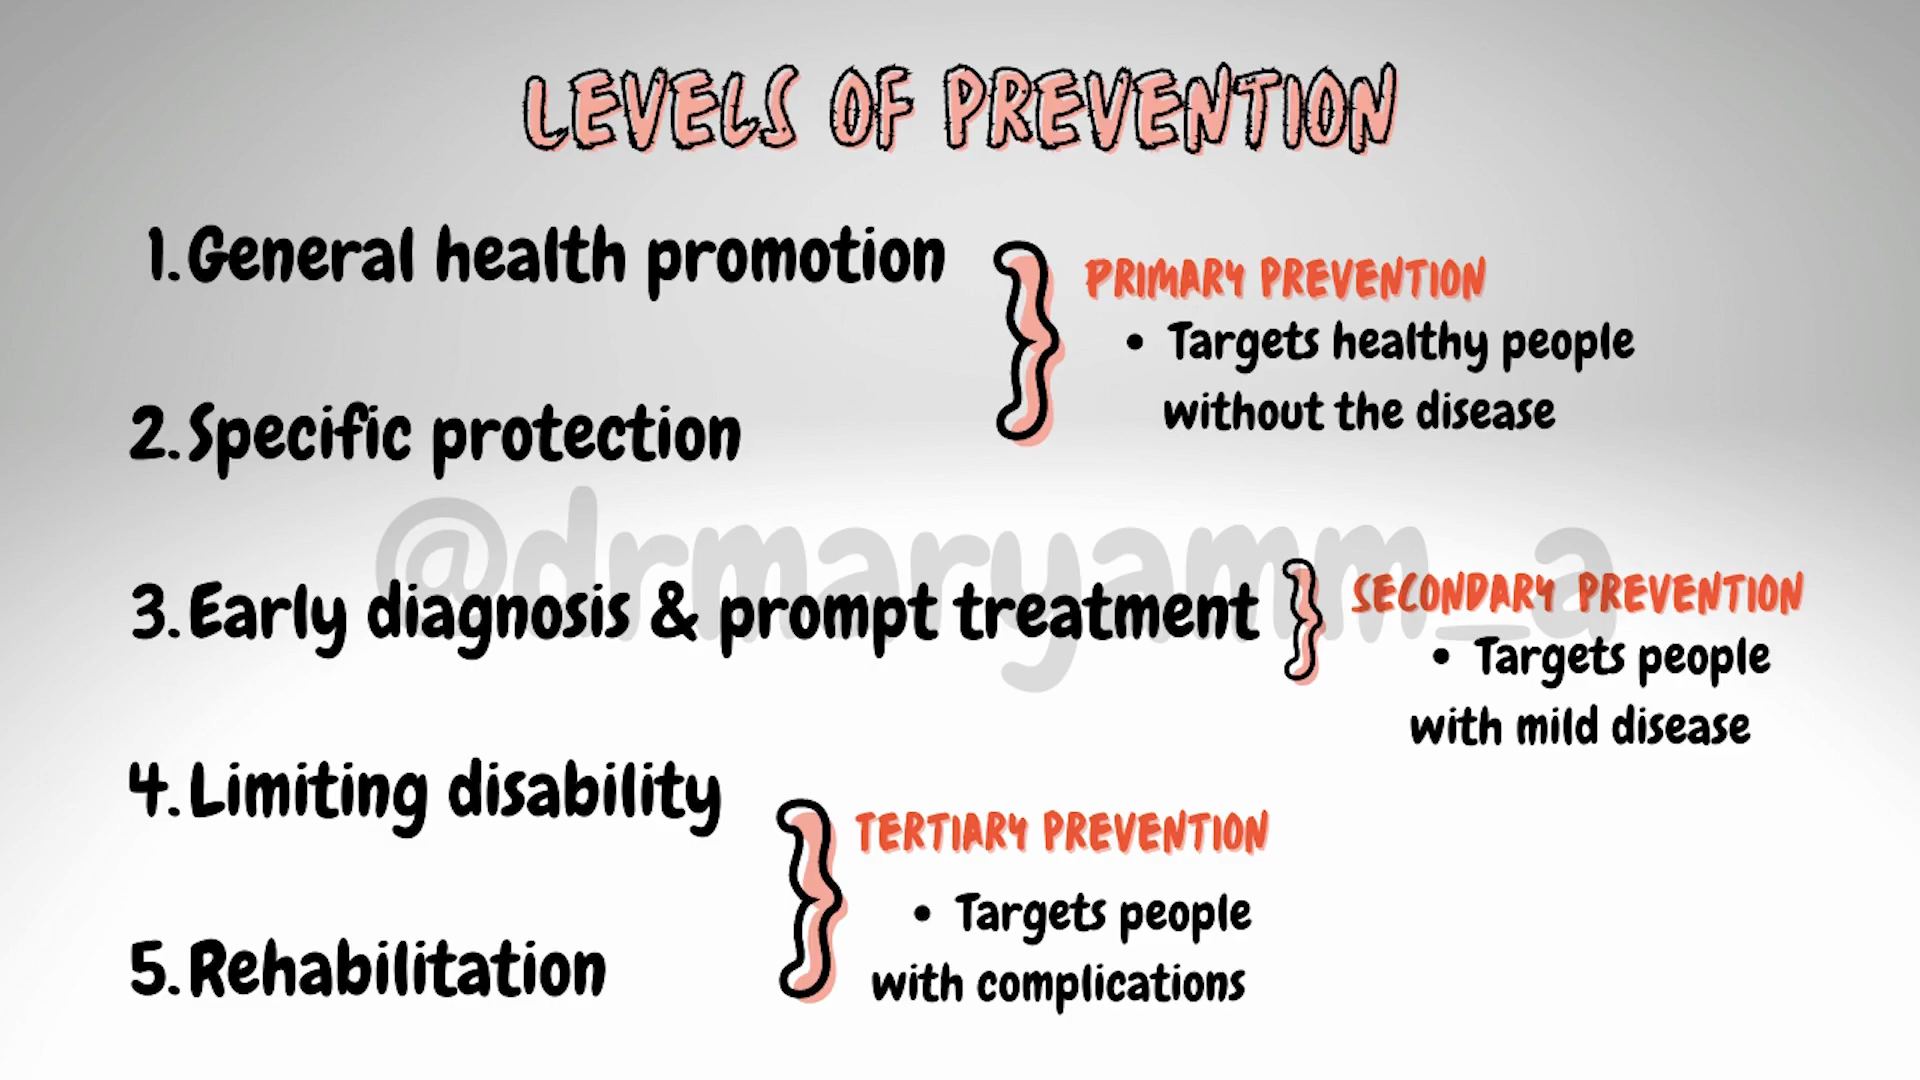 LEVELS OF PREVENTION
1. General health promotion
PRIMARY PREVENTION
• Targets healthy people
without the disease
2. Specific protection
@drmaryamm_a
3. Early diagnosis & prompt treatment
SECONDARY PREVENTION
• Targets people
with mild disease
4. Limiting disability
TERTIARY PREVENTION
• Targets people
with complications
5. Rehabilitation